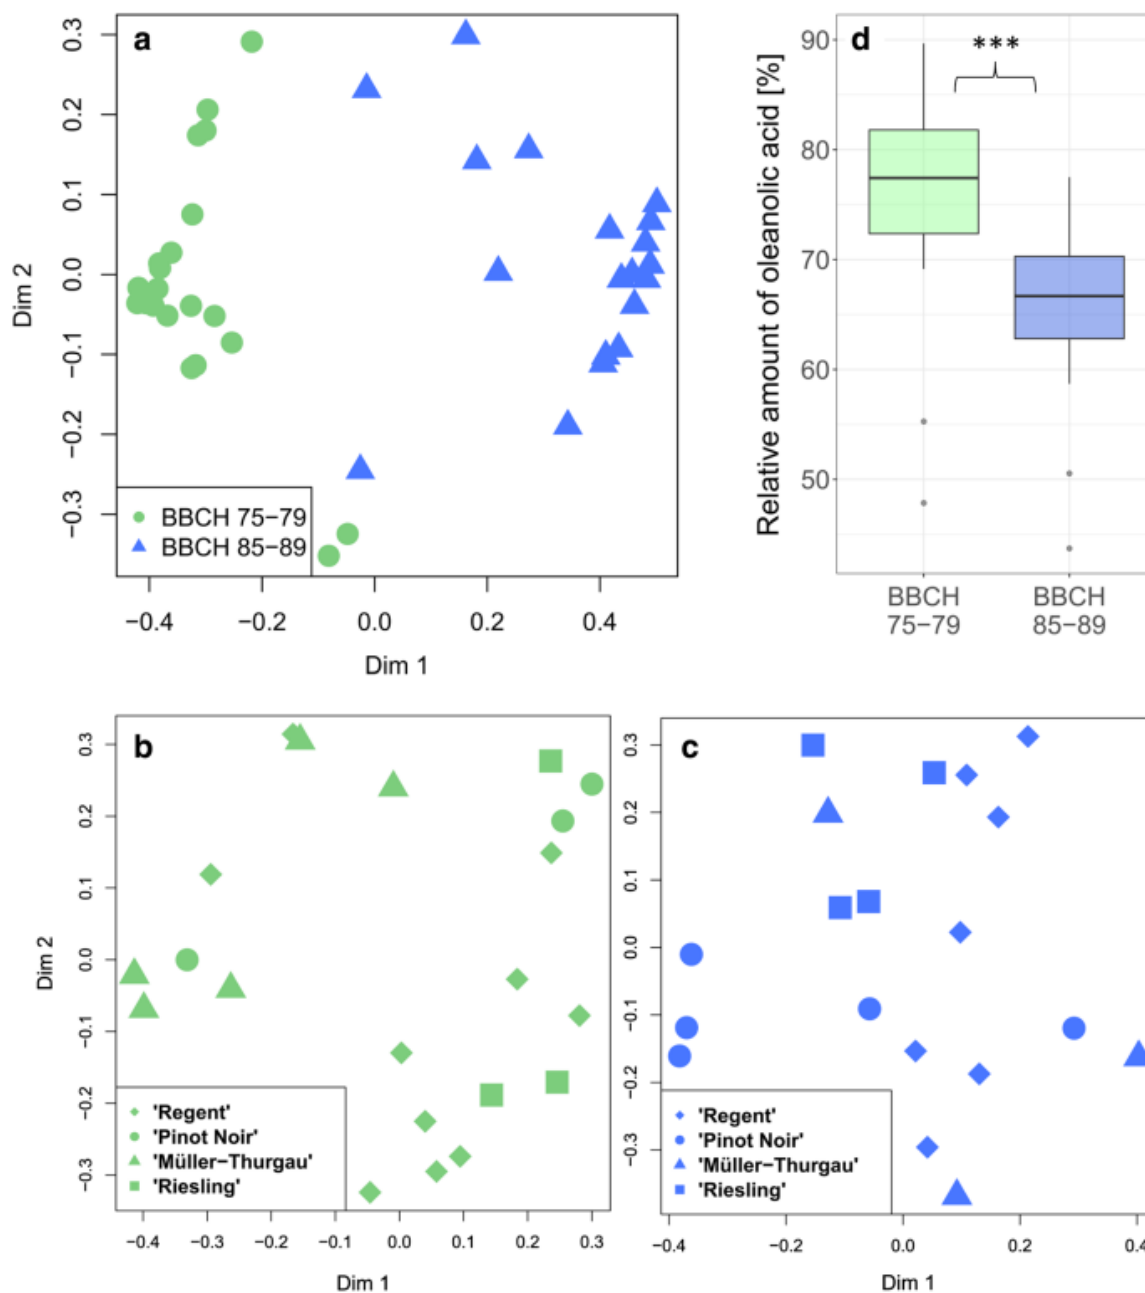 a
0.3
0.2
0.1
0.0
−0.1
−0.2
−0.3
Dim 2
BBCH 75−79
BBCH 85−89
−0.4 −0.2 0.0 0.2 0.4
Dim 1
d
***
90
80
70
60
50
Relative amount of oleanolic acid [%]
BBCH 75−79
BBCH 85−89
b
0.3
0.2
0.1
0.0
−0.1
−0.2
−0.3
Dim 2
'Regent'
'Pinot Noir'
'Müller−Thurgau'
'Riesling'
−0.4 −0.3 −0.2 −0.1 0.0 0.1 0.2 0.3
Dim 1
c
0.3
0.2
0.1
0.0
−0.1
−0.2
−0.3
'Regent'
'Pinot Noir'
'Müller−Thurgau'
'Riesling'
−0.4 −0.2 0.0 0.2 0.4
Dim 1